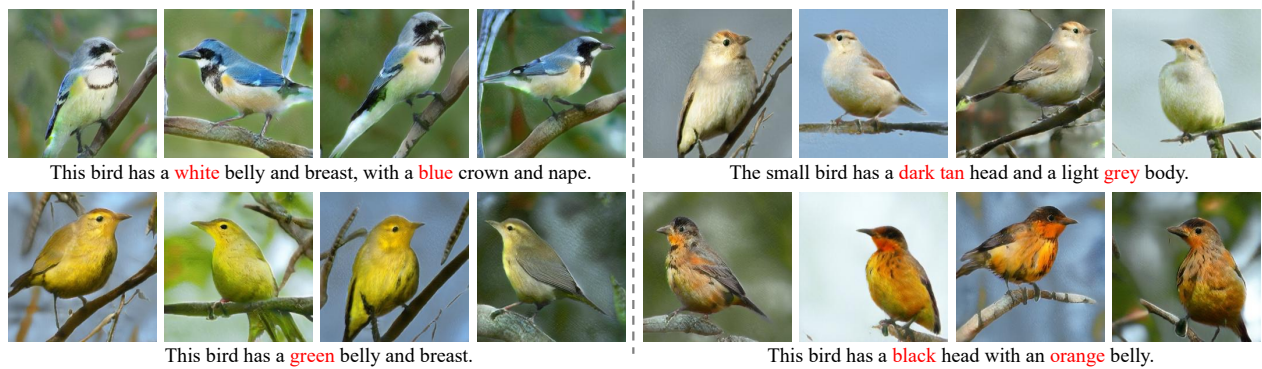 This bird has a white belly and breast, with a blue crown and nape.
The small bird has a dark tan head and a light grey body.
This bird has a green belly and breast.
This bird has a black head with an orange belly.